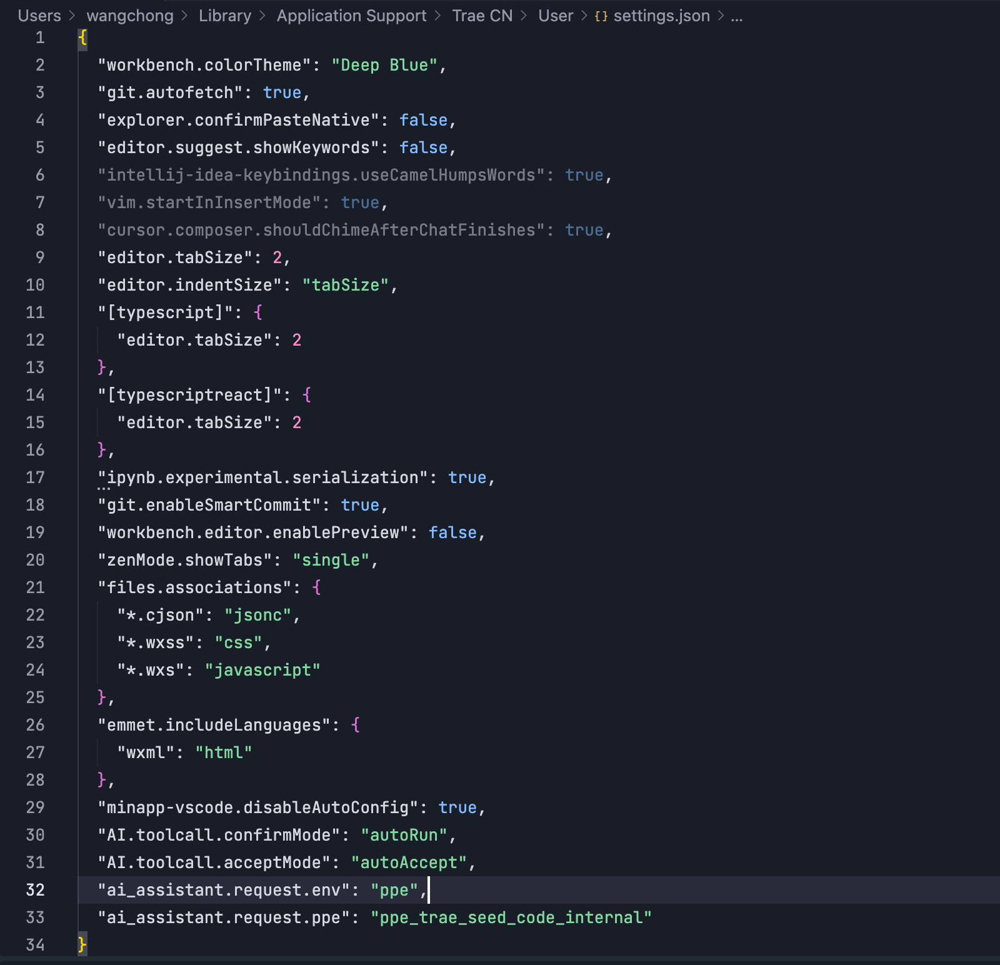 Users > wangchong > Library > Application Support > Trae CN > User > {} settings.json > ...
1 {
2 "workbench.colorTheme": "Deep Blue",
3 "git.autofetch": true,
4 "explorer.confirmPasteNative": false,
5 "editor.suggest.showKeywords": false,
6 "intellij-idea-keybindings.useCamelHumpsWords": true,
7 "vim.startInInsertMode": true,
8 "cursor.composer.shouldChimeAfterChatFinishes": true,
9 "editor.tabSize": 2,
10 "editor.indentSize": "tabSize",
11 "[typescript]": {
12 "editor.tabSize": 2
13 },
14 "[typescriptreact]": {
15 "editor.tabSize": 2
16 },
17 "ipynb.experimental.serialization": true,
18 "git.enableSmartCommit": true,
19 "workbench.editor.enablePreview": false,
20 "zenMode.showTabs": "single",
21 "files.associations": {
22 "*.cjson": "jsonc",
23 "*.wxss": "css",
24 "*.wxs": "javascript"
25 },
26 "emmet.includeLanguages": {
27 "wxml": "html"
28 },
29 "minapp-vscode.disableAutoConfig": true,
30 "AI.toolcall.confirmMode": "autoRun",
31 "AI.toolcall.acceptMode": "autoAccept",
32 "ai_assistant.request.env": "ppe",
33 "ai_assistant.request.ppe": "ppe_trae_seed_code_internal"
34 }